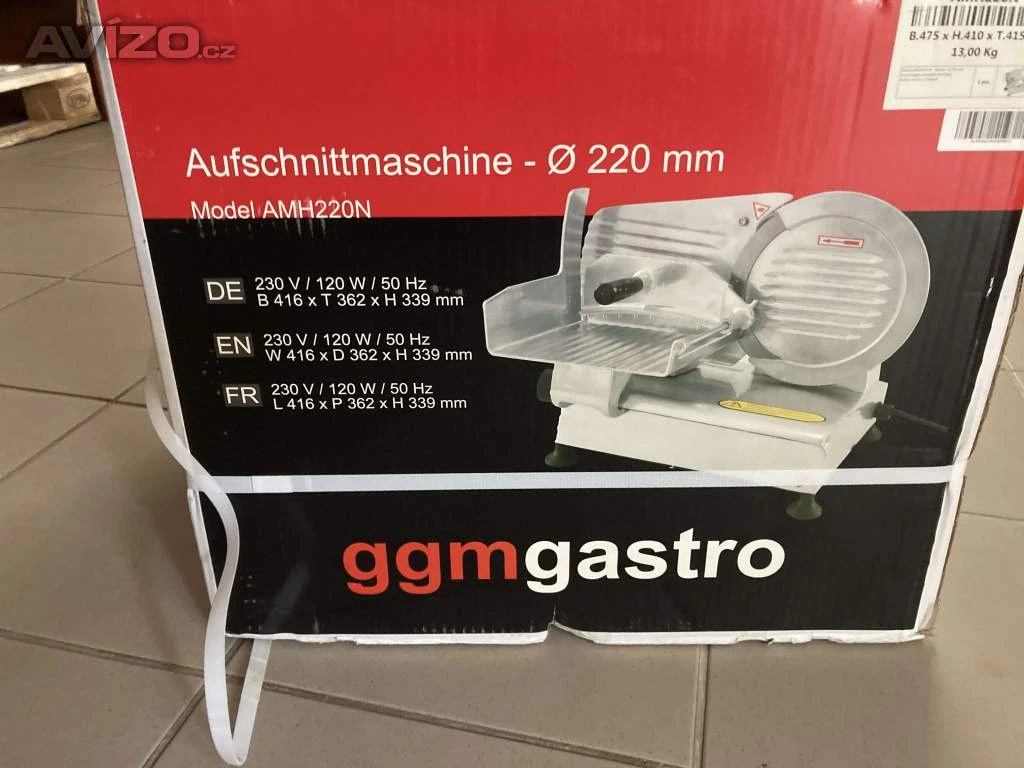 AVÍZO.cz
B.475 x H.410 x T.415
13,00 Kg
Aufschnittmaschine - Ø 220 mm
Model AMH220N
DE 230 V / 120 W / 50 Hz
B 416 x T 362 x H 339 mm
EN 230 V / 120 W / 50 Hz
W 416 x D 362 x H 339 mm
FR 230 V / 120 W / 50 Hz
L 416 x P 362 x H 339 mm
ggmgastro